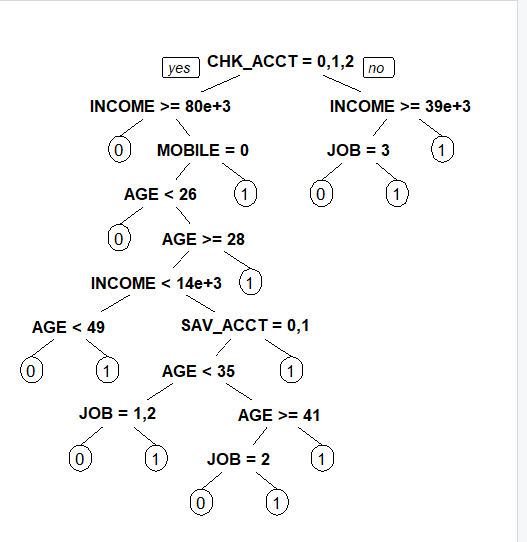 yes CHK_ACCT = 0,1,2 no
INCOME >= 80e+3 INCOME >= 39e+3
0 MOBILE = 0 JOB = 3 1
AGE < 26 1 0 1
0 AGE >= 28
INCOME < 14e+3 1
AGE < 49 SAV_ACCT = 0,1
0 1 AGE < 35 1
JOB = 1,2 AGE >= 41
0 1 JOB = 2 1
0 1